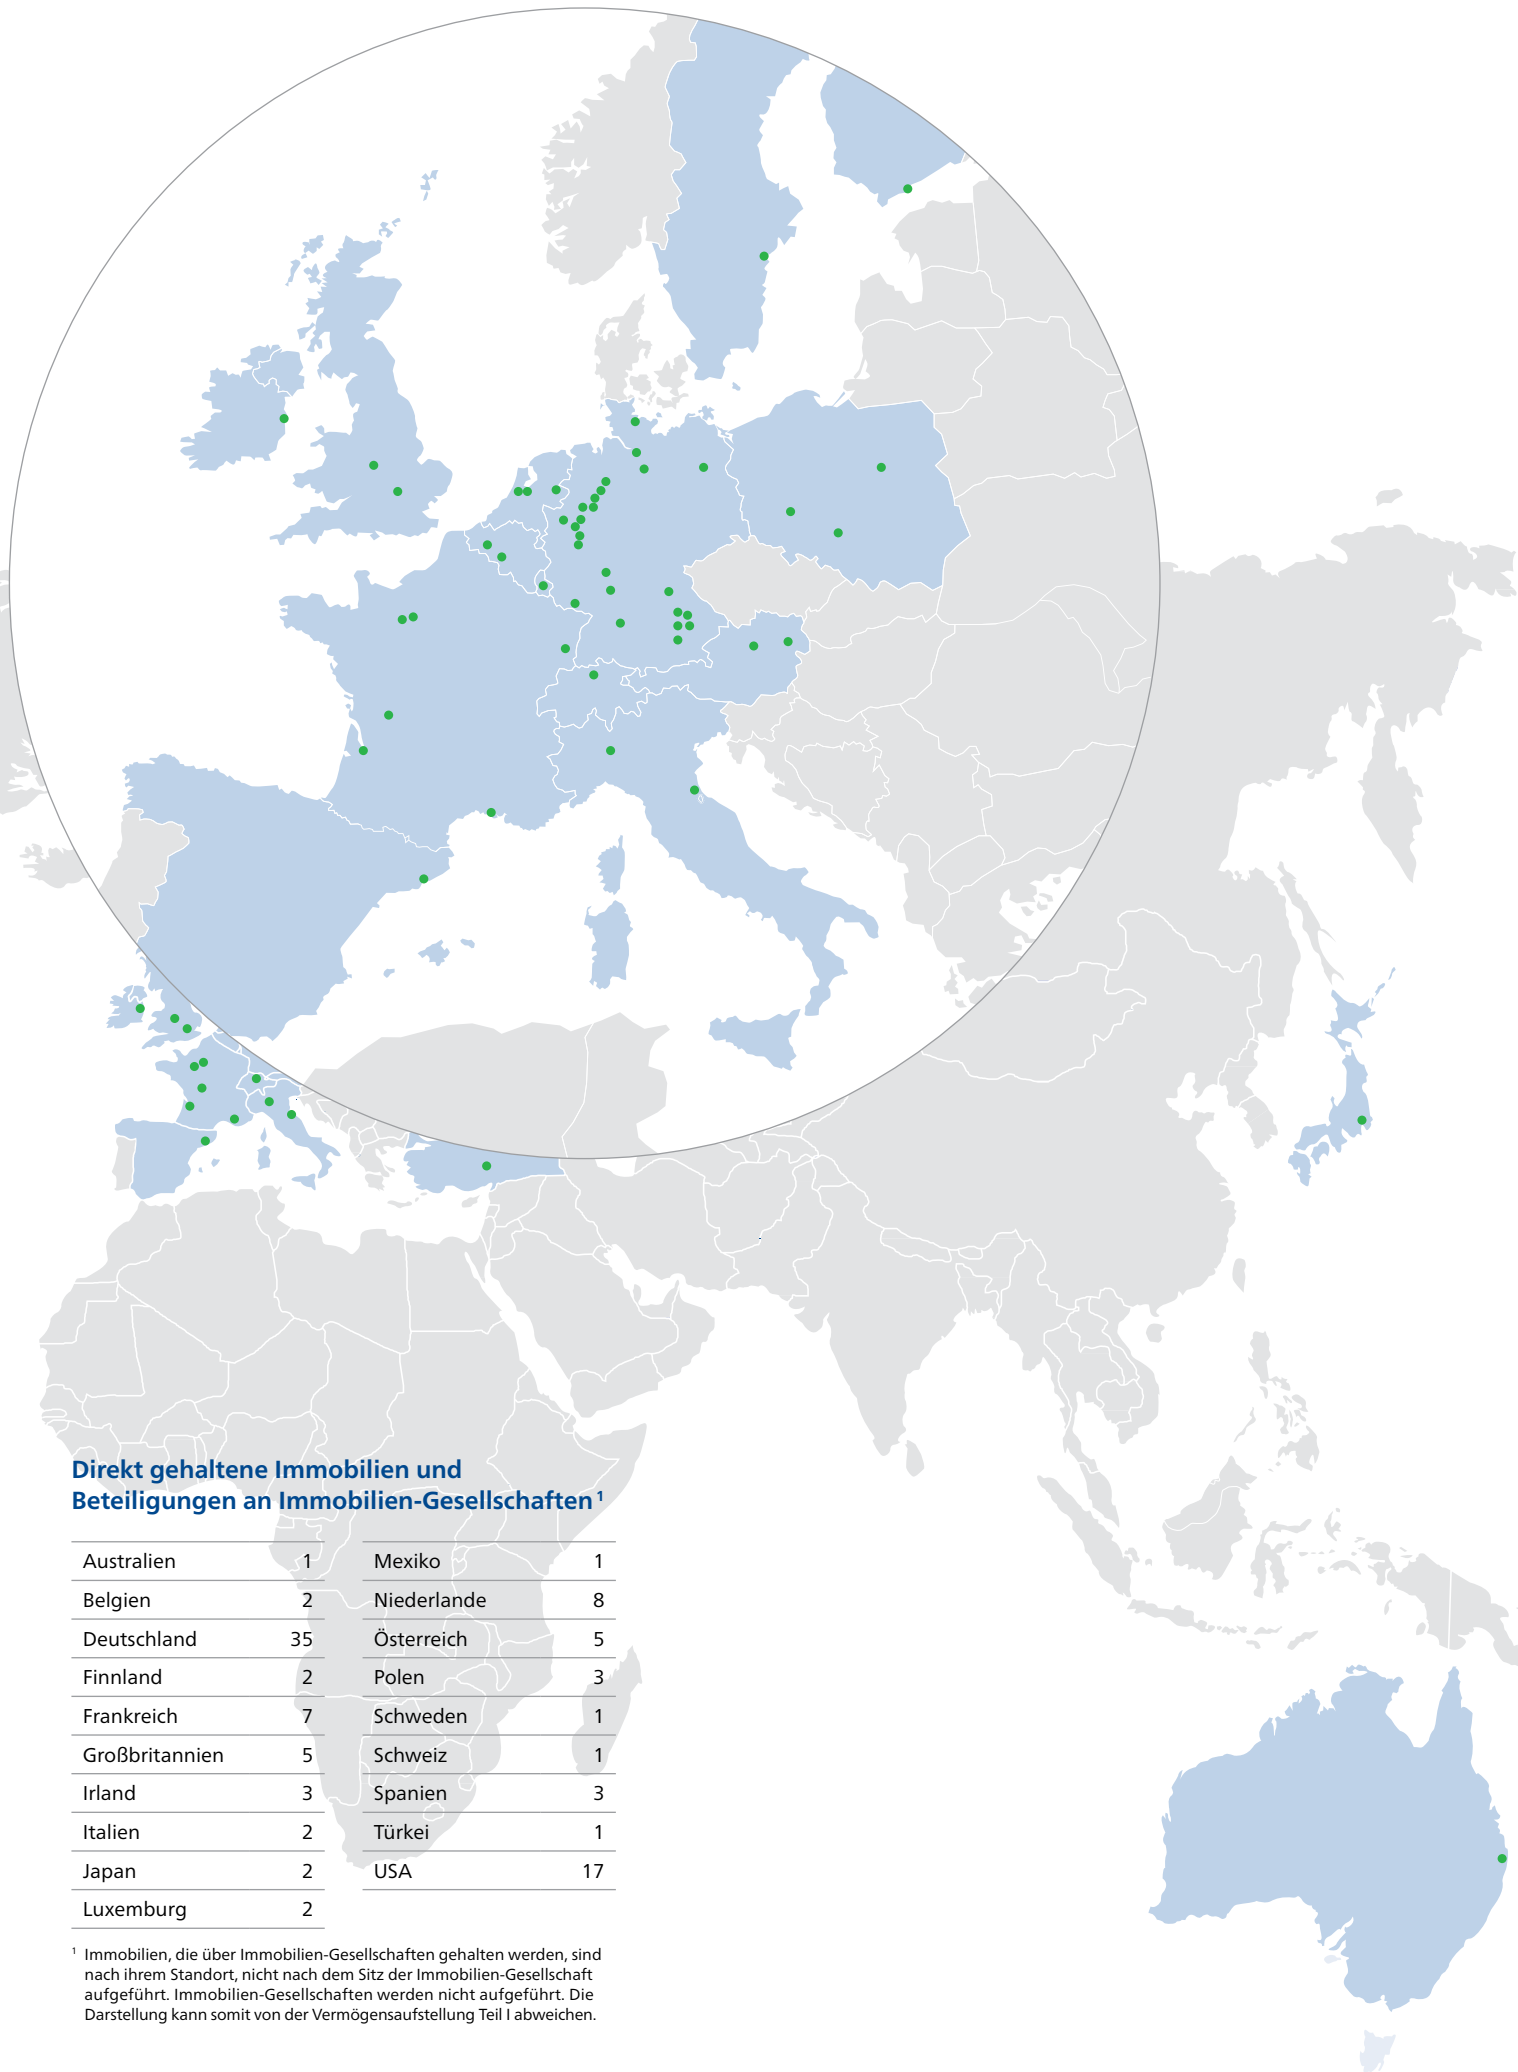 Direkt gehaltene Immobilien und
Beteiligungen an Immobilien-Gesellschaften ¹
Australien 1
Belgien 2
Deutschland 35
Finnland 2
Frankreich 7
Großbritannien 5
Irland 3
Italien 2
Japan 2
Luxemburg 2
Mexiko 1
Niederlande 8
Österreich 5
Polen 3
Schweden 1
Schweiz 1
Spanien 3
Türkei 1
USA 17
¹ Immobilien, die über Immobilien-Gesellschaften gehalten werden, sind
nach ihrem Standort, nicht nach dem Sitz der Immobilien-Gesellschaft
aufgeführt. Immobilien-Gesellschaften werden nicht aufgeführt. Die
Darstellung kann somit von der Vermögensaufstellung Teil I abweichen.